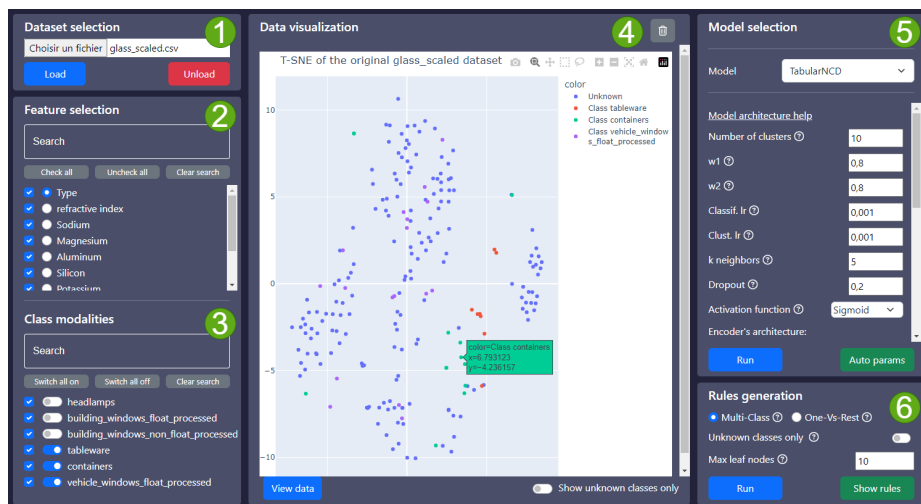 Dataset selection
1
Choisir un fichier glass_scaled.csv
Load
Unload
Feature selection
2
Search
Check all
Uncheck all
Clear search
Type
refractive index
Sodium
Magnesium
Aluminum
Silicon
Potassium
Class modalities
3
Search
Switch all on
Switch all off
Clear search
headlamps
building_windows_float_processed
building_windows_non_float_processed
tableware
containers
vehicle_windows_float_processed
Data visualization
4
T-SNE of the original glass_scaled dataset
color
Unknown
Class tableware
Class containers
Class vehicle_window
s_float_processed
10
5
0
−5
−10
color=Class containers
x=6.793123
y=−4.236157
View data
Show unknown classes only
Model selection
5
Model
TabularNCD
Model architecture help
Number of clusters ? 10
w1 ? 0,8
w2 ? 0,8
Classif. lr ? 0,001
Clust. lr ? 0,001
k neighbors ? 5
Dropout ? 0,2
Activation function ? Sigmoid
Encoder's architecture:
Run
Auto params
Rules generation
6
Multi-Class ? One-Vs-Rest ?
Unknown classes only ?
Max leaf nodes ? 10
Run
Show rules